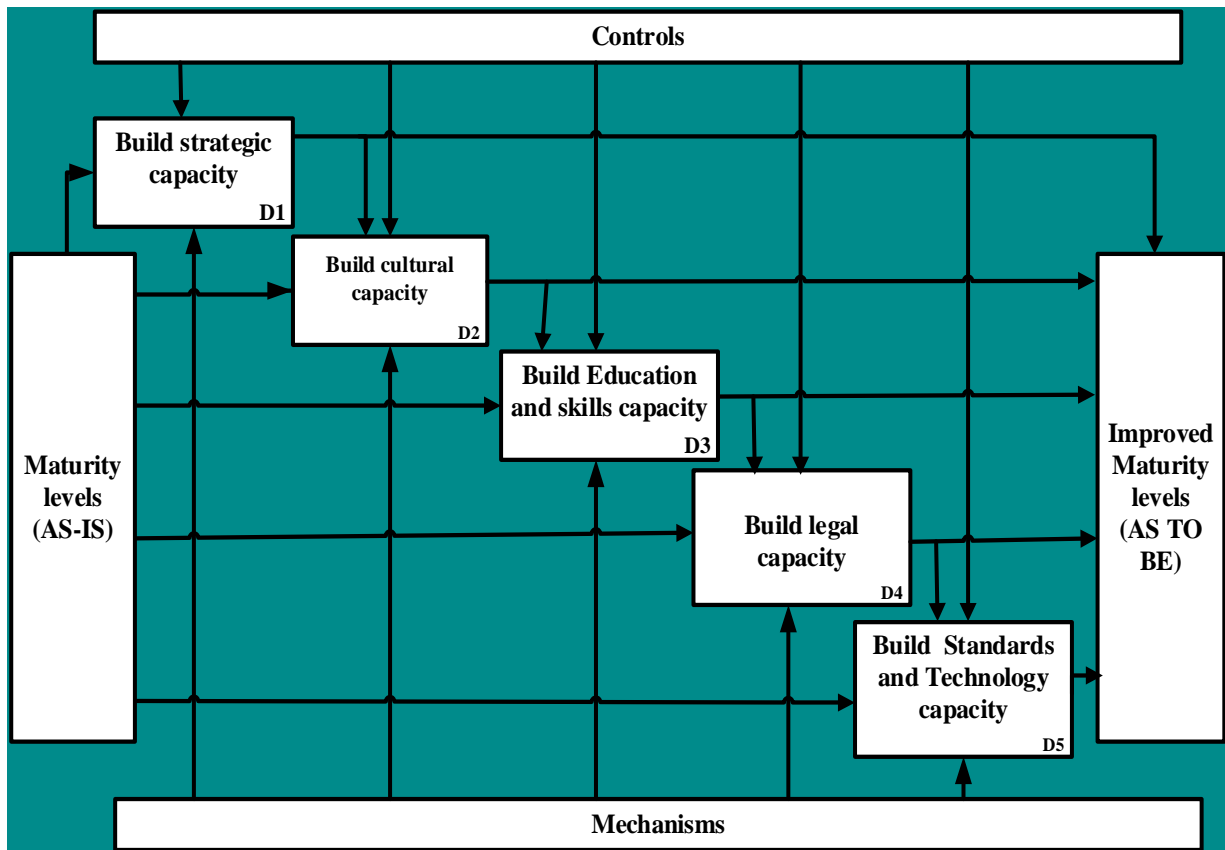 Controls
Build strategic
capacity
D1
Build cultural
capacity
D2
Build Education
and skills capacity
D3
Maturity
levels
(AS-IS)
Improved
Maturity
levels
(AS TO
BE)
Build legal
capacity
D4
Build Standards
and Technology
capacity
D5
Mechanisms